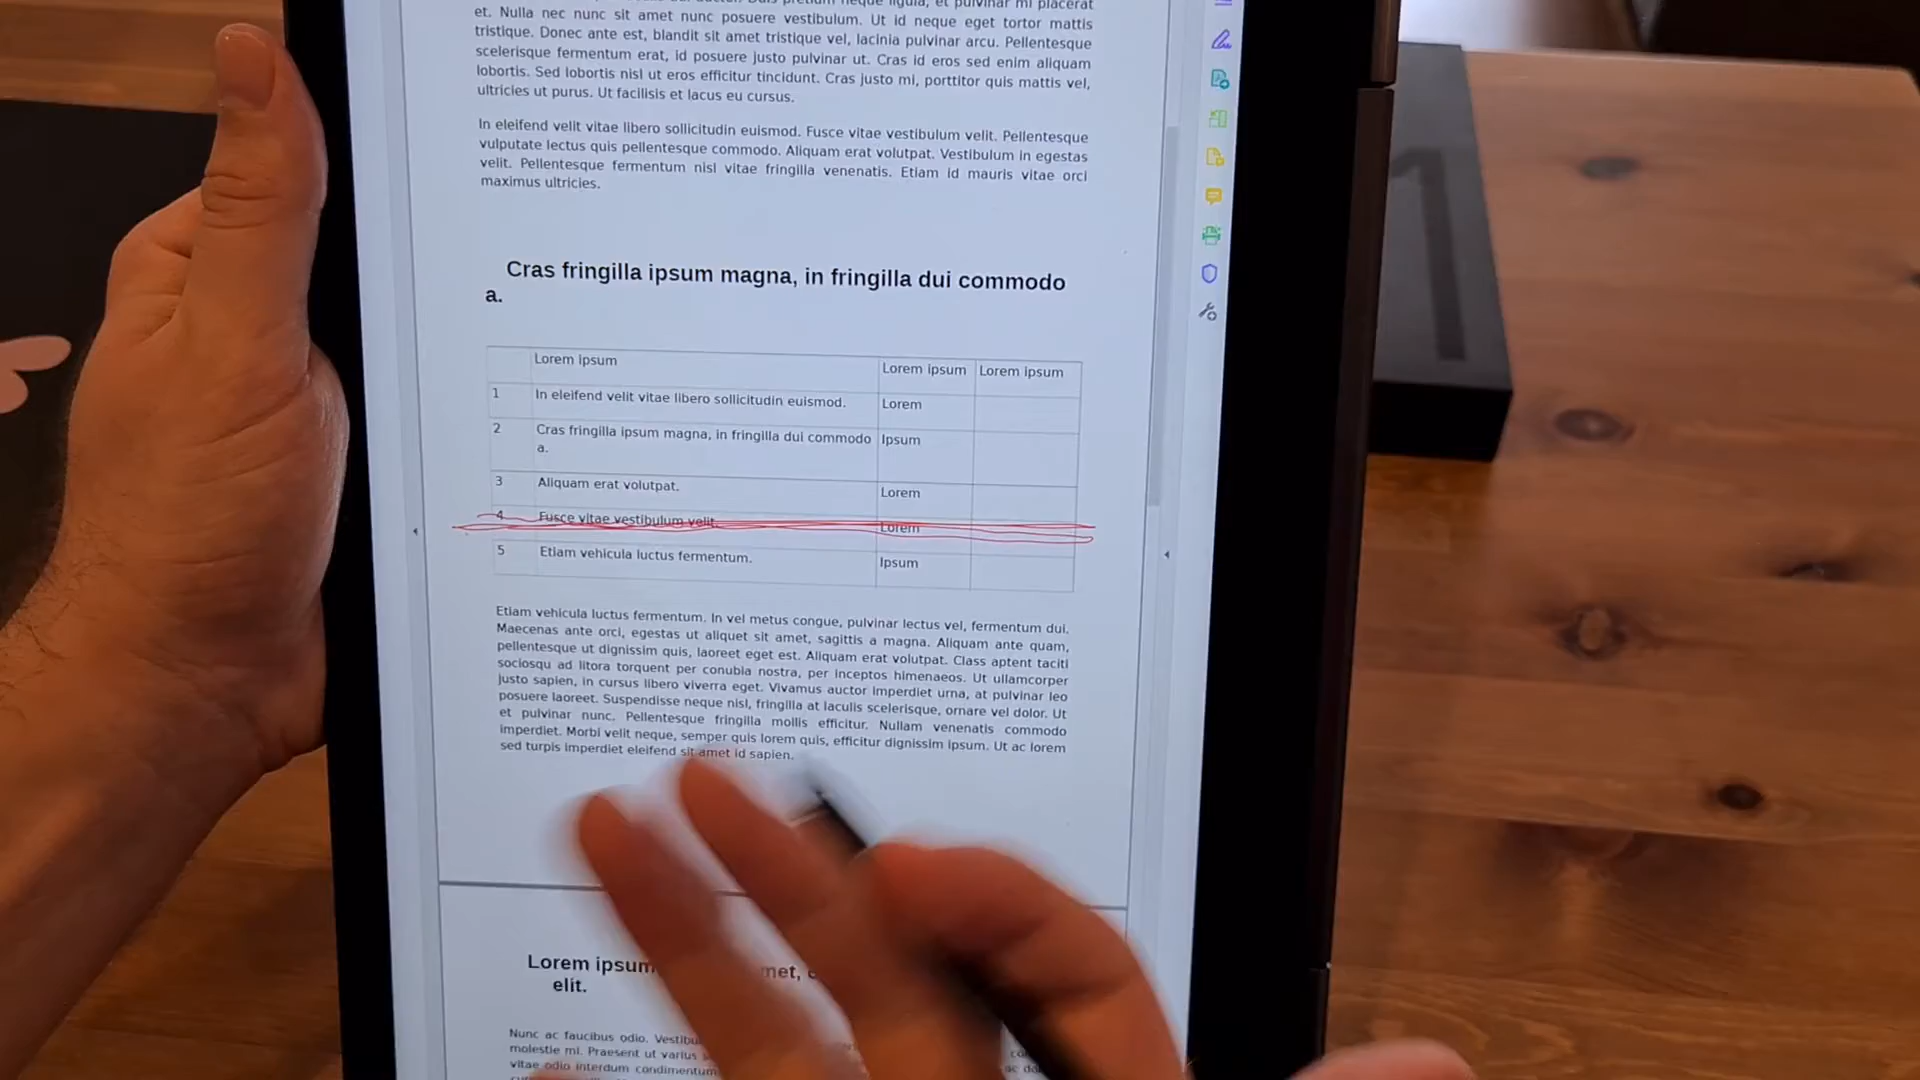 et. Nulla nec nunc sit amet nunc posuere vestibulum. Ut id neque eget tortor mattis
tristique. Donec ante est, blandit sit amet tristique vel, lacinia pulvinar arcu. Pellentesque
scelerisque fermentum erat, id posuere justo pulvinar ut. Cras id eros sed enim aliquam
lobortis. Sed lobortis nisl ut eros efficitur tincidunt. Cras justo mi, porttitor quis mattis vel,
ultricies ut purus. Ut facilisis et lacus eu cursus.
In eleifend velit vitae libero sollicitudin euismod. Fusce vitae vestibulum velit. Pellentesque
vulputate lectus quis pellentesque commodo. Aliquam erat volutpat. Vestibulum in egestas
velit. Pellentesque fermentum nisl vitae fringilla venenatis. Etiam id mauris vitae orci
maximus ultricies.
Cras fringilla ipsum magna, in fringilla dui commodo
a.
Lorem ipsum Lorem ipsum Lorem ipsum
1 In eleifend velit vitae libero sollicitudin euismod. Lorem
2 Cras fringilla ipsum magna, in fringilla dui commodo Ipsum
a.
3 Aliquam erat volutpat. Lorem
4 Fusce vitae vestibulum velit. Lorem
5 Etiam vehicula luctus fermentum. Ipsum
Etiam vehicula luctus fermentum. In vel metus congue, pulvinar lectus vel, fermentum dui.
Maecenas ante orci, egestas ut aliquet sit amet, sagittis a magna. Aliquam ante quam,
pellentesque ut dignissim quis, laoreet eget est. Aliquam erat volutpat. Class aptent taciti
sociosqu ad litora torquent per conubia nostra, per inceptos himenaeos. Ut ullamcorper
justo sapien, in cursus libero viverra eget. Vivamus auctor imperdiet urna, at pulvinar leo
posuere laoreet. Suspendisse neque nisl, fringilla at iaculis scelerisque, ornare vel dolor. Ut
et pulvinar nunc. Pellentesque fringilla mollis efficitur. Nullam venenatis commodo
imperdiet. Morbi velit neque, semper quis lorem quis, efficitur dignissim ipsum. Ut ac lorem
sed turpis imperdiet eleifend sit amet id sapien.
Lorem ipsum
elit.
Nunc ac faucibus odio.
molestie mi. Praesent ut varius
vitae odio interdum condimentum
1